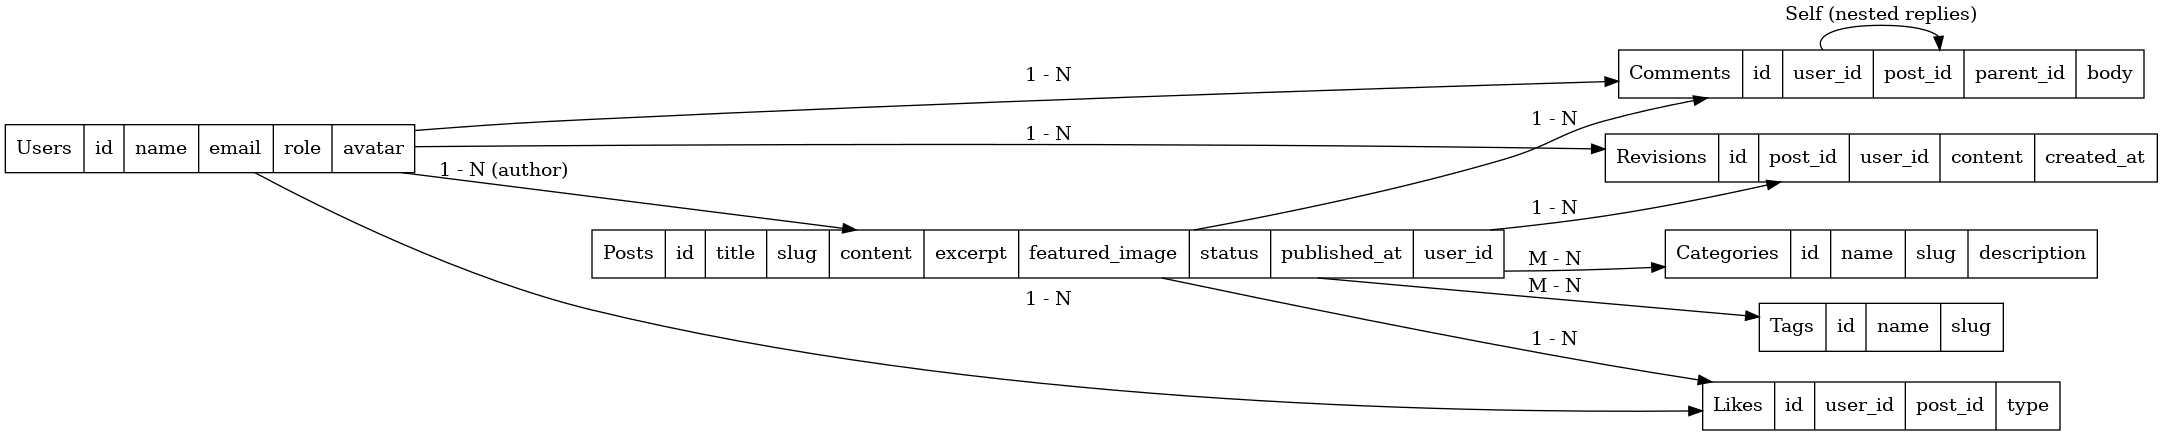 Self (nested replies)
Comments id user_id post_id parent_id body
1 - N
1 - N
1 - N
Users id name email role avatar
Revisions id post_id user_id content created_at
1 - N (author)
1 - N
Posts id title slug content excerpt featured_image status published_at user_id
M - N
Categories id name slug description
M - N
1 - N
Tags id name slug
1 - N
Likes id user_id post_id type